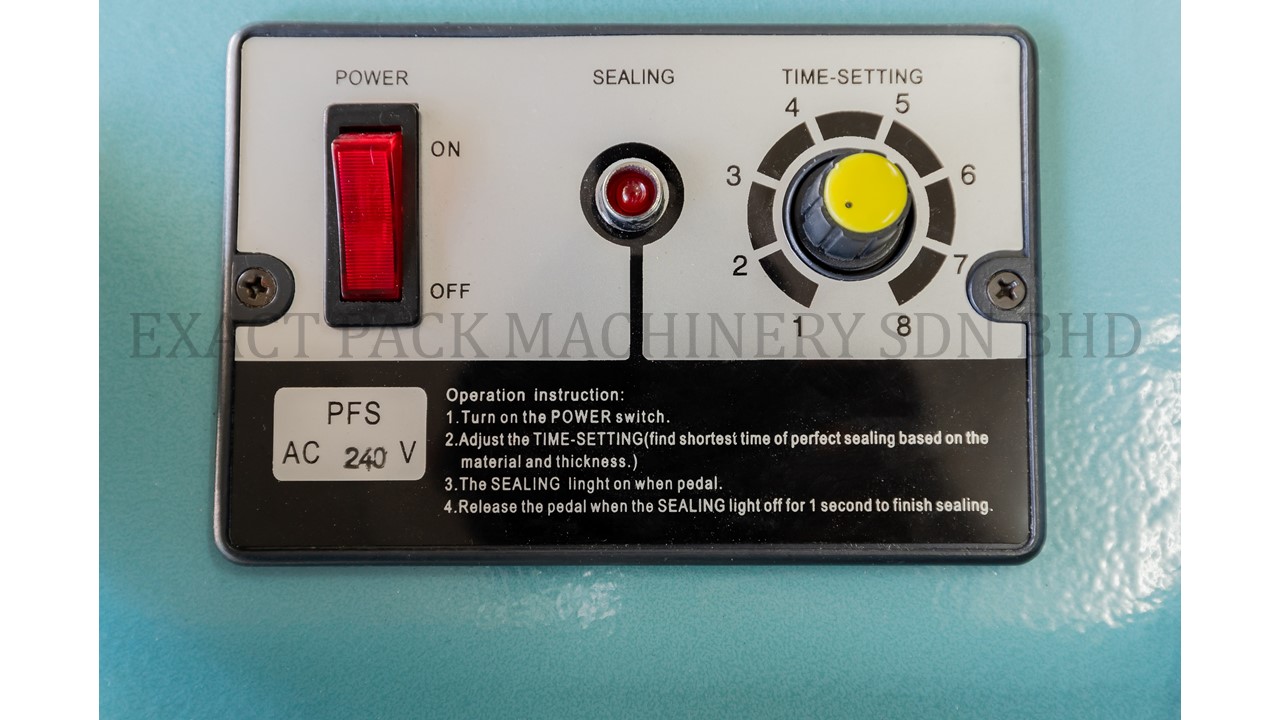 POWER
SEALING
TIME-SETTING
ON
OFF
1
2
3
4
5
6
7
8
EXACT PACK MACHINERY SDN BHD
PFS
AC 240 V
Operation instruction:
1.Turn on the POWER switch.
2.Adjust the TIME-SETTING(find shortest time of perfect sealing based on the
material and thickness.)
3.The SEALING linght on when pedal.
4.Release the pedal when the SEALING light off for 1 second to finish sealing.